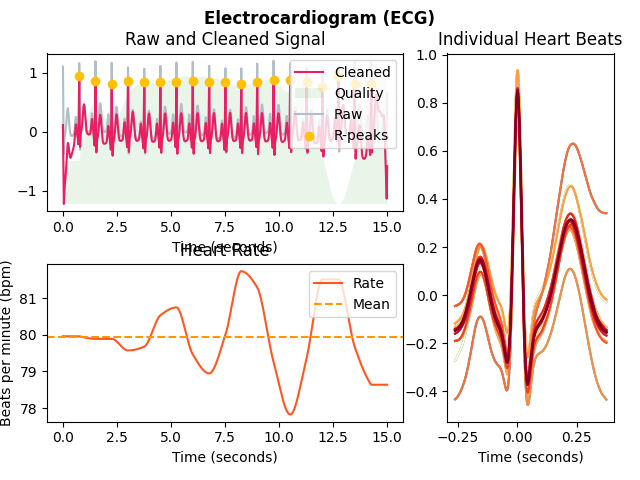 Electrocardiogram (ECG)
Raw and Cleaned Signal
1
0
−1
Cleaned
Quality
Raw
R-peaks
0.0 2.5 5.0 7.5 10.0 12.5 15.0
Time (seconds)
Heart Rate
Beats per minute (bpm)
81
80
79
78
Rate
Mean
0.0 2.5 5.0 7.5 10.0 12.5 15.0
Time (seconds)
Individual Heart Beats
1.0
0.8
0.6
0.4
0.2
0.0
−0.2
−0.4
−0.25 0.00 0.25
Time (seconds)